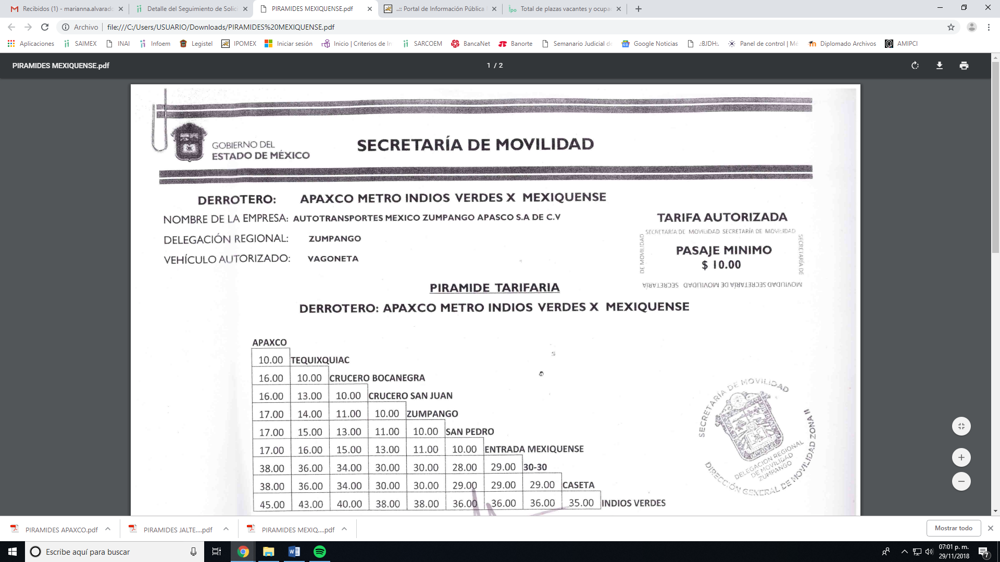 Recibidos (1) - marianna.alvarado
Detalle del Seguimiento de Solici
PIRAMIDES MEXIQUENSE.pdf
..:: Portal de Información Pública
Total de plazas vacantes y ocupa
Archivo
file:///C:/Users/USUARIO/Downloads/PIRAMIDES%20MEXIQUENSE.pdf
Aplicaciones SAIMEX INAI Infoem Legistel IPOMEX Iniciar sesión Inicio | Criterios de In SARCOEM BancaNet Banorte Semanario Judicial de Google Noticias .:BJDH:. Panel de control | Mé Diplomado Archivos AMIPCI
PIRAMIDES MEXIQUENSE.pdf 1 / 2
GOBIERNO DEL
ESTADO DE MÉXICO
SECRETARÍA DE MOVILIDAD
DERROTERO: APAXCO METRO INDIOS VERDES X MEXIQUENSE
NOMBRE DE LA EMPRESA: AUTOTRANSPORTES MEXICO ZUMPANGO APASCO S.A DE C.V
DELEGACIÓN REGIONAL: ZUMPANGO
VEHÍCULO AUTORIZADO: VAGONETA
TARIFA AUTORIZADA
SECRETARÍA DE MOVILIDAD SECRETARÍA DE MOVILIDAD
SECRETARÍA DE
PASAJE MINIMO
$ 10.00
MOVILIDAD SECRETARÍA DE MOVILIDAD SECRETARÍA
DE MOVILIDAD
PIRAMIDE TARIFARIA
DERROTERO: APAXCO METRO INDIOS VERDES X MEXIQUENSE
APAXCO
10.00 TEQUIXQUIAC
16.00 10.00 CRUCERO BOCANEGRA
16.00 13.00 10.00 CRUCERO SAN JUAN
17.00 14.00 11.00 10.00 ZUMPANGO
17.00 15.00 13.00 11.00 10.00 SAN PEDRO
17.00 16.00 15.00 13.00 11.00 10.00 ENTRADA MEXIQUENSE
38.00 36.00 34.00 30.00 30.00 28.00 29.00 30-30
38.00 36.00 34.00 30.00 30.00 29.00 29.00 29.00 CASETA
45.00 43.00 40.00 38.00 38.00 36.00 36.00 36.00 35.00 INDIOS VERDES
SECRETARÍA DE MOVILIDAD
DELEGACION REGIONAL
DE MOVILIDAD
ZUMPANGO
DIRECCIÓN GENERAL DE MOVILIDAD ZONA II
PIRAMIDES APAXCO.pdf
PIRAMIDES JALTE....pdf
PIRAMIDES MEXIQ....pdf
Mostrar todo
Escribe aquí para buscar
07:01 p. m.
29/11/2018
7